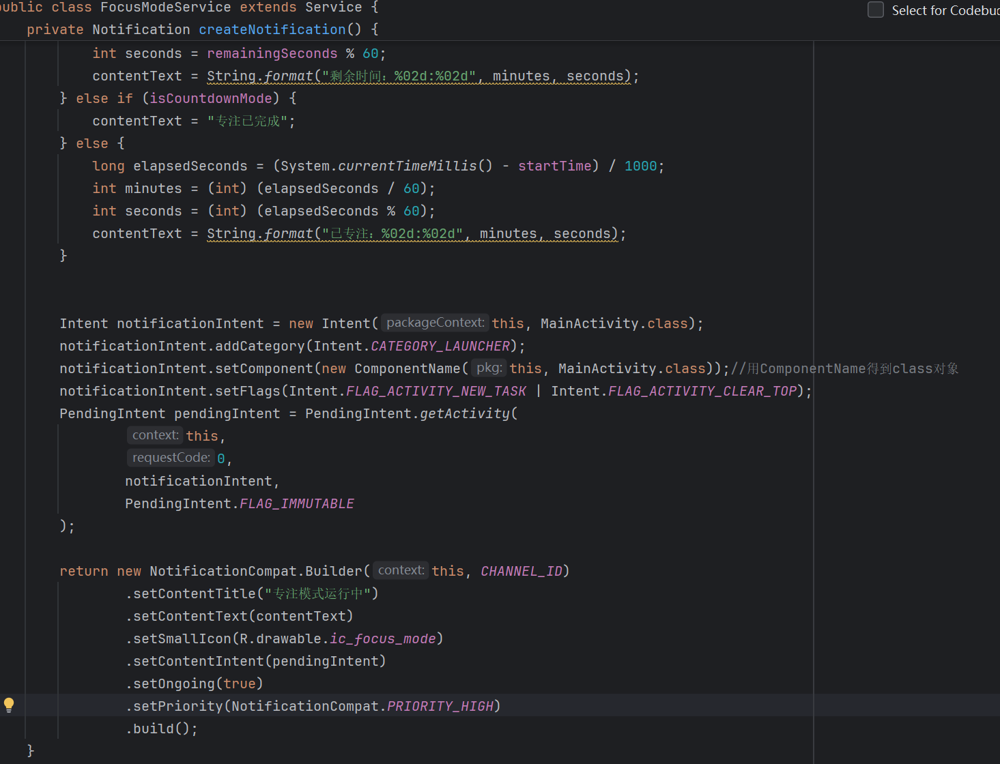 public class FocusModeService extends Service {
Select for Codebud
private Notification createNotification() {
int seconds = remainingSeconds % 60;
contentText = String.format("剩余时间：%02d:%02d", minutes, seconds);
} else if (isCountdownMode) {
contentText = "专注已完成";
} else {
long elapsedSeconds = (System.currentTimeMillis() - startTime) / 1000;
int minutes = (int) (elapsedSeconds / 60);
int seconds = (int) (elapsedSeconds % 60);
contentText = String.format("已专注：%02d:%02d", minutes, seconds);
}
Intent notificationIntent = new Intent( packageContext: this, MainActivity.class);
notificationIntent.addCategory(Intent.CATEGORY_LAUNCHER);
notificationIntent.setComponent(new ComponentName( pkg: this, MainActivity.class));//用ComponentName得到class对象
notificationIntent.setFlags(Intent.FLAG_ACTIVITY_NEW_TASK | Intent.FLAG_ACTIVITY_CLEAR_TOP);
PendingIntent pendingIntent = PendingIntent.getActivity(
context: this,
requestCode: 0,
notificationIntent,
PendingIntent.FLAG_IMMUTABLE
);
return new NotificationCompat.Builder( context: this, CHANNEL_ID)
.setContentTitle("专注模式运行中")
.setContentText(contentText)
.setSmallIcon(R.drawable.ic_focus_mode)
.setContentIntent(pendingIntent)
.setOngoing(true)
.setPriority(NotificationCompat.PRIORITY_HIGH)
.build();
}